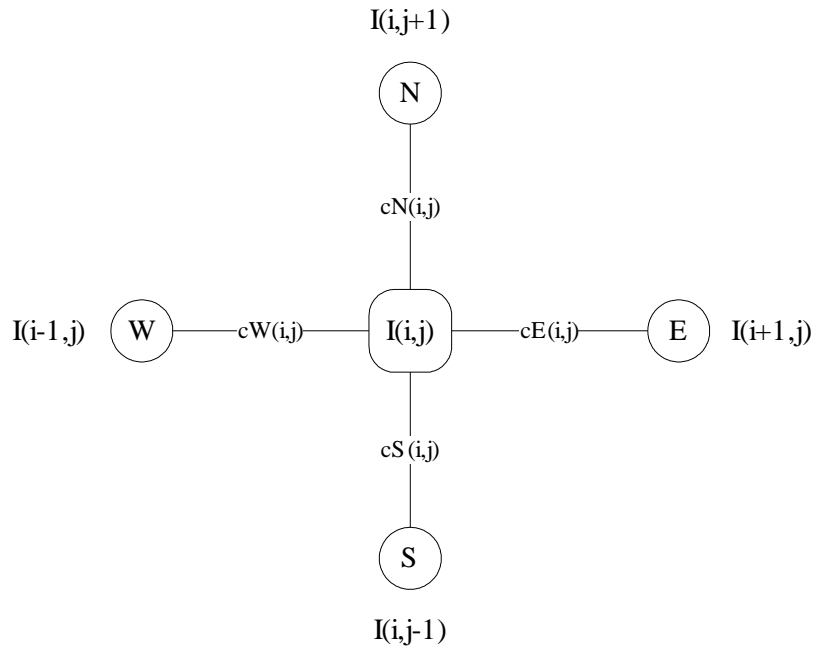 I(i,j+1)
N
cN(i,j)
I(i-1,j) W cW(i,j) I(i,j) cE(i,j) E I(i+1,j)
cS(i,j)
S
I(i,j-1)